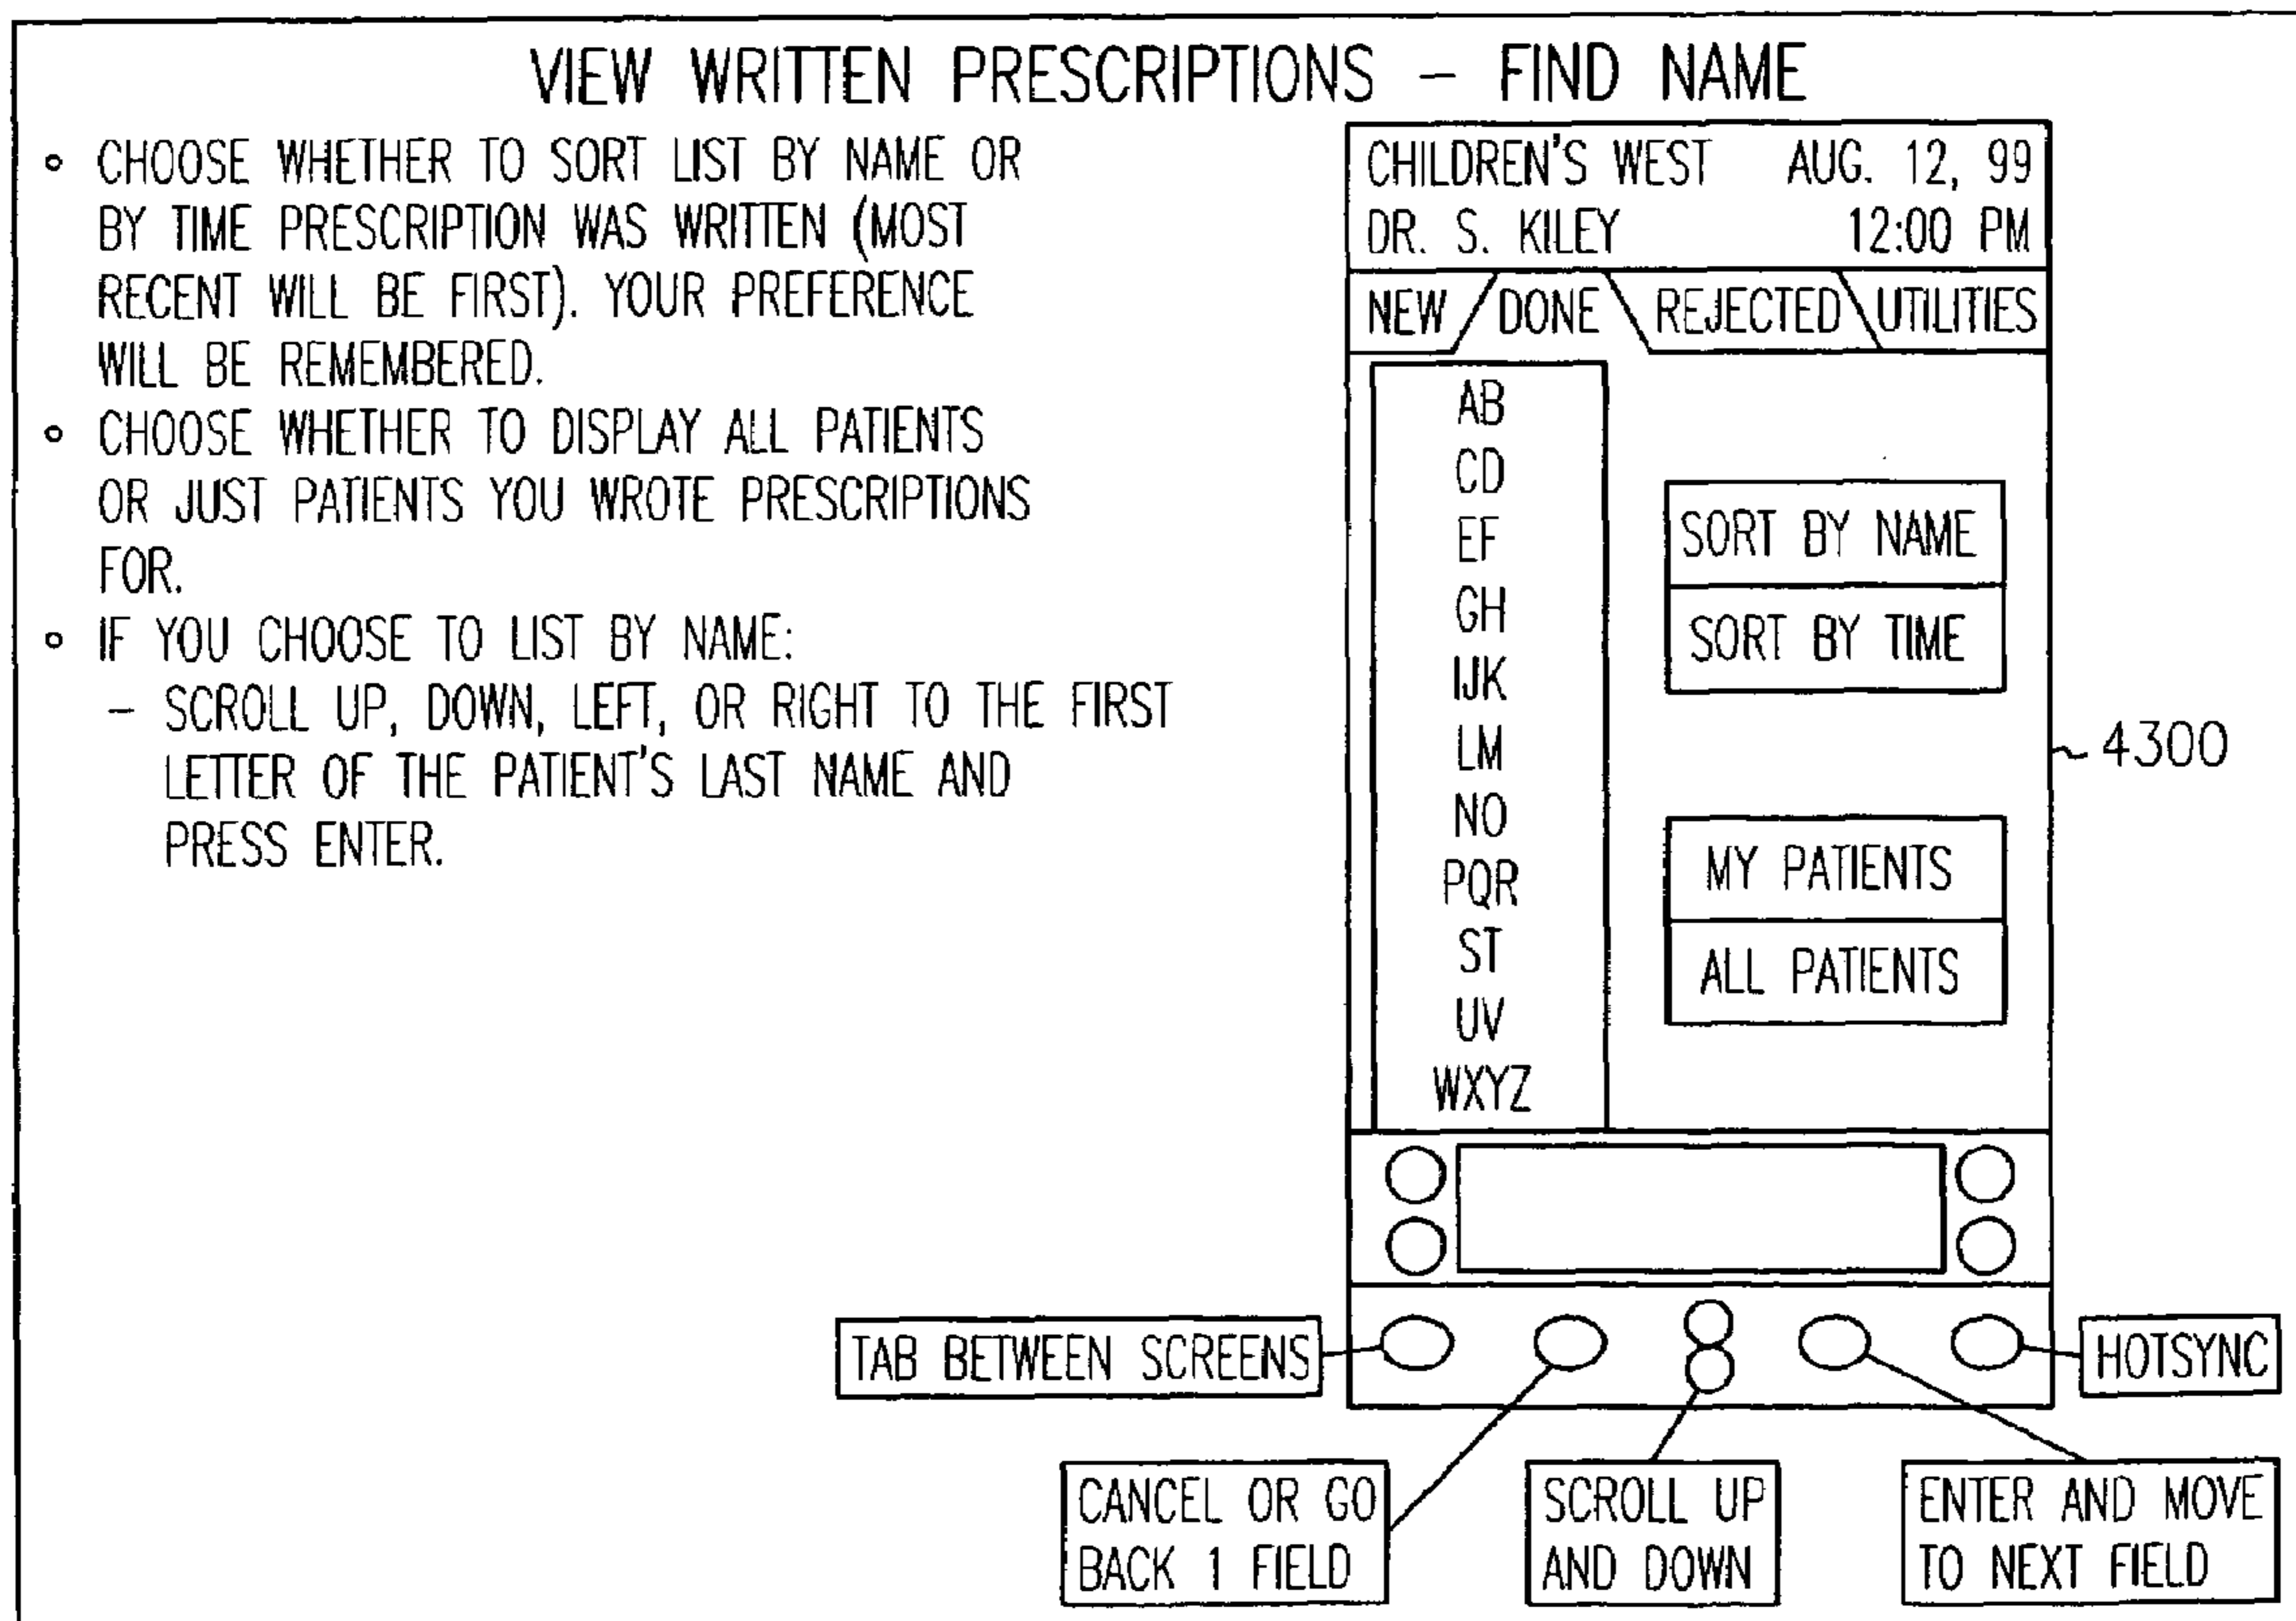 VIEW WRITTEN PRESCRIPTIONS – FIND NAME
◦ CHOOSE WHETHER TO SORT LIST BY NAME OR
BY TIME PRESCRIPTION WAS WRITTEN (MOST
RECENT WILL BE FIRST). YOUR PREFERENCE
WILL BE REMEMBERED.
◦ CHOOSE WHETHER TO DISPLAY ALL PATIENTS
OR JUST PATIENTS YOU WROTE PRESCRIPTIONS
FOR.
◦ IF YOU CHOOSE TO LIST BY NAME:
– SCROLL UP, DOWN, LEFT, OR RIGHT TO THE FIRST
LETTER OF THE PATIENT'S LAST NAME AND
PRESS ENTER.
CHILDREN'S WEST AUG. 12, 99
DR. S. KILEY 12:00 PM
NEW DONE REJECTED UTILITIES
AB
CD
EF
GH
IJK
LM
NO
PQR
ST
UV
WXYZ
SORT BY NAME
SORT BY TIME
MY PATIENTS
ALL PATIENTS
4300
TAB BETWEEN SCREENS
HOTSYNC
CANCEL OR GO
BACK 1 FIELD
SCROLL UP
AND DOWN
ENTER AND MOVE
TO NEXT FIELD